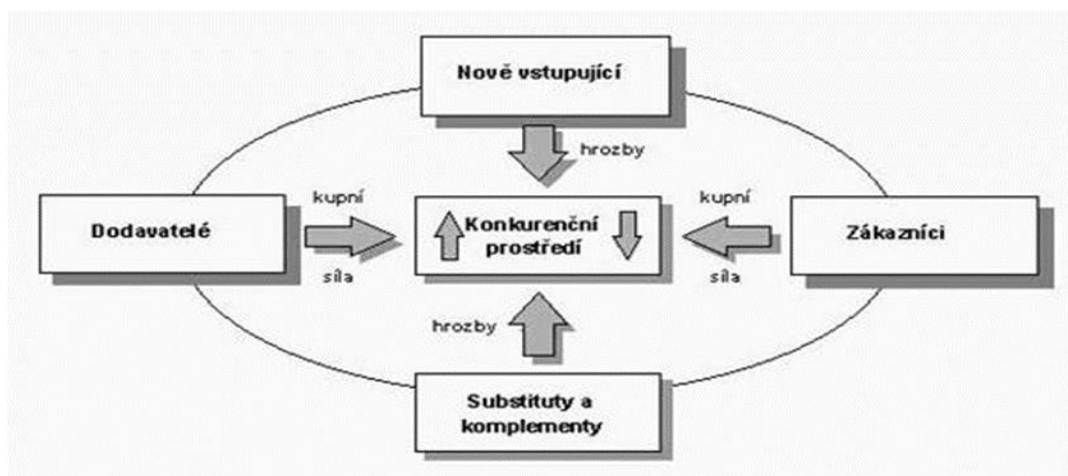 Nově vstupující
hrozby
kupní
Dodavatelé
síla
Konkurenční
prostředí
kupní
Zákazníci
síla
hrozby
Substituty a
komplementy